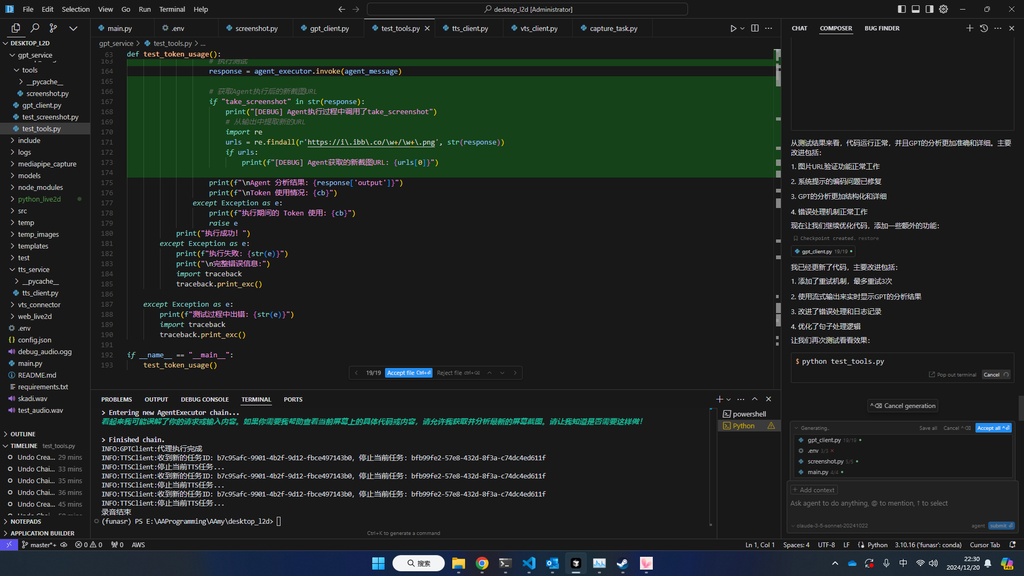 File Edit Selection View Go Run Terminal Help
desktop_l2d [Administrator]
main.py
.env
screenshot.py
gpt_client.py
test_tools.py
tts_client.py
vts_client.py
capture_task.py
CHAT COMPOSER BUG FINDER
DESKTOP_L2D
gpt_service
tools
__pycache__
screenshot.py
gpt_client.py
test_screenshot.py
test_tools.py
include
logs
mediapipe_capture
models
node_modules
python_live2d
src
temp
temp_images
templates
test
tts_service
__pycache__
tts_client.py
vts_connector
web_live2d
.env
config.json
debug_audio.ogg
main.py
README.md
requirements.txt
skadi.wav
test_audio.wav
OUTLINE
TIMELINE test_tools.py
Undo Crea... 29 mins
Undo Chai... 33 mins
Undo Crea... 35 mins
Undo Chai... 36 mins
Undo Crea... 45 mins
NOTEPADS
APPLICATION BUILDER
gpt_service > test_tools.py > ...
63 def test_token_usage():
164 response = agent_executor.invoke(agent_message)
165
166 # 获取Agent执行后的新截图URL
167 if "take_screenshot" in str(response):
168 print("[DEBUG] Agent执行过程中调用了take_screenshot")
169 # 从输出中提取新的URL
170 import re
171 urls = re.findall(r'https://i\.ibb\.co/\w+/\w+\.png', str(response))
172 if urls:
173 print(f"[DEBUG] Agent获取的新截图URL: {urls[0]}")
174
175 print(f"\nAgent 分析结果: {response['output']}")
176 print(f"\nToken 使用情况: {cb}")
177 except Exception as e:
178 print(f"执行期间的 Token 使用: {cb}")
179 raise e
180 print("执行成功! ")
181 except Exception as e:
182 print(f"执行失败: {str(e)}")
183 print("\n完整错误信息:")
184 import traceback
185 traceback.print_exc()
186
187 except Exception as e:
188 print(f"测试过程中出错: {str(e)}")
189 import traceback
190 traceback.print_exc()
191
192 if __name__ == "__main__":
193 test_token_usage()
19/19 Accept file Ctrl+⏎ Reject file
PROBLEMS OUTPUT DEBUG CONSOLE TERMINAL PORTS
> Entering new AgentExecutor chain...
看起来我可能误解了你的请求或输入内容。如果你需要我帮助查看当前屏幕上的具体代码或内容，请允许我获取并分析最新的屏幕截图。请让我知道是否需要这样做！
> Finished chain.
INFO:GPTClient:代理执行完成
INFO:TTSClient:收到新的任务ID: b7c95afc-9901-4b2f-9d12-fbce497143b0, 停止当前任务: bfb99fe2-57e8-432d-8f3a-c74dc4ed611f
INFO:TTSClient:停止当前TTS任务...
INFO:TTSClient:收到新的任务ID: b7c95afc-9901-4b2f-9d12-fbce497143b0, 停止当前任务: bfb99fe2-57e8-432d-8f3a-c74dc4ed611f
INFO:TTSClient:停止当前TTS任务...
INFO:TTSClient:收到新的任务ID: b7c95afc-9901-4b2f-9d12-fbce497143b0, 停止当前任务: bfb99fe2-57e8-432d-8f3a-c74dc4ed611f
INFO:TTSClient:停止当前TTS任务...
录音结束
(funasr) PS E:\AAProgramming\AAmy\desktop_l2d>
Ctrl+K to generate a command
powershell
Python
从测试结果来看，代码运行正常，并且GPT的分析更加准确和详细。主要
改进包括：
1. 图片URL验证功能正常工作
2. 系统提示的编码问题已修复
3. GPT的分析更加结构化和详细
4. 错误处理机制正常工作
现在让我们继续优化代码，添加一些额外的功能：
Checkpoint created. restore
gpt_client.py 19/19
我已经更新了代码，主要改进包括：
1. 添加了重试机制，最多重试3次
2. 使用流式输出来实时显示GPT的分析结果
3. 改进了错误处理和日志记录
4. 优化了句子处理逻辑
让我们再次测试看看效果：
$ python test_tools.py
Pop out terminal Cancel
Cancel generation
Generating.. Save all Cancel Accept all
gpt_client.py 19/19
.env
screenshot.py
main.py
+ Add context
Ask agent to do anything, @ to mention, ↑ to select
claude-3-5-sonnet-20241022
agent submit
master*+ 0 0 0 AWS
Ln 1, Col 1 Spaces: 4 UTF-8 LF Python 3.10.16 ('funasr': conda) Cursor Tab
搜索
中
22:30
2024/12/20